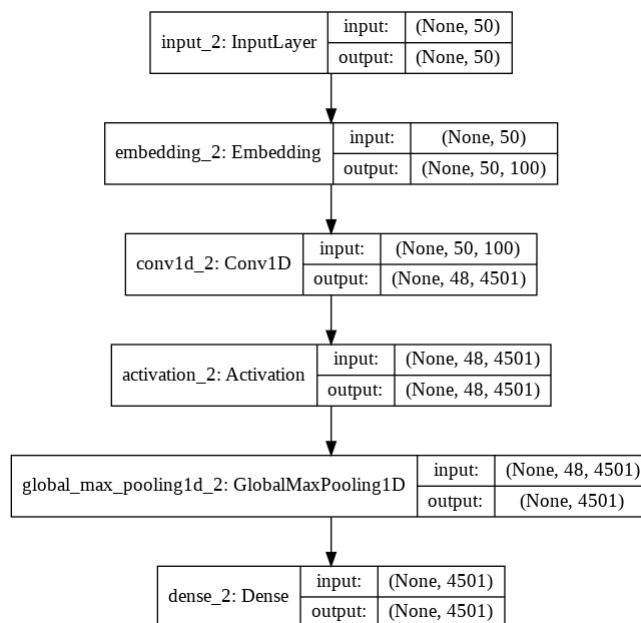 input_2: InputLayer input: (None, 50)
output: (None, 50)
embedding_2: Embedding input: (None, 50)
output: (None, 50, 100)
conv1d_2: Conv1D input: (None, 50, 100)
output: (None, 48, 4501)
activation_2: Activation input: (None, 48, 4501)
output: (None, 48, 4501)
global_max_pooling1d_2: GlobalMaxPooling1D input: (None, 48, 4501)
output: (None, 4501)
dense_2: Dense input: (None, 4501)
output: (None, 4501)